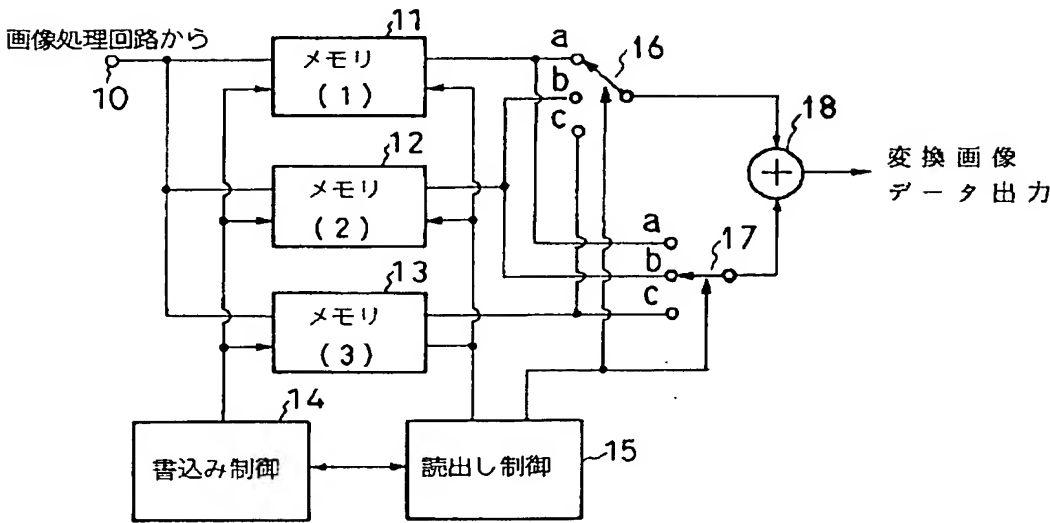 画像処理回路から
10
11
メモリ
(1)
12
メモリ
(2)
13
メモリ
(3)
14
書込み制御
読出し制御
15
a
b
c
16
a
b
c
17
18
変換画像
データ出力